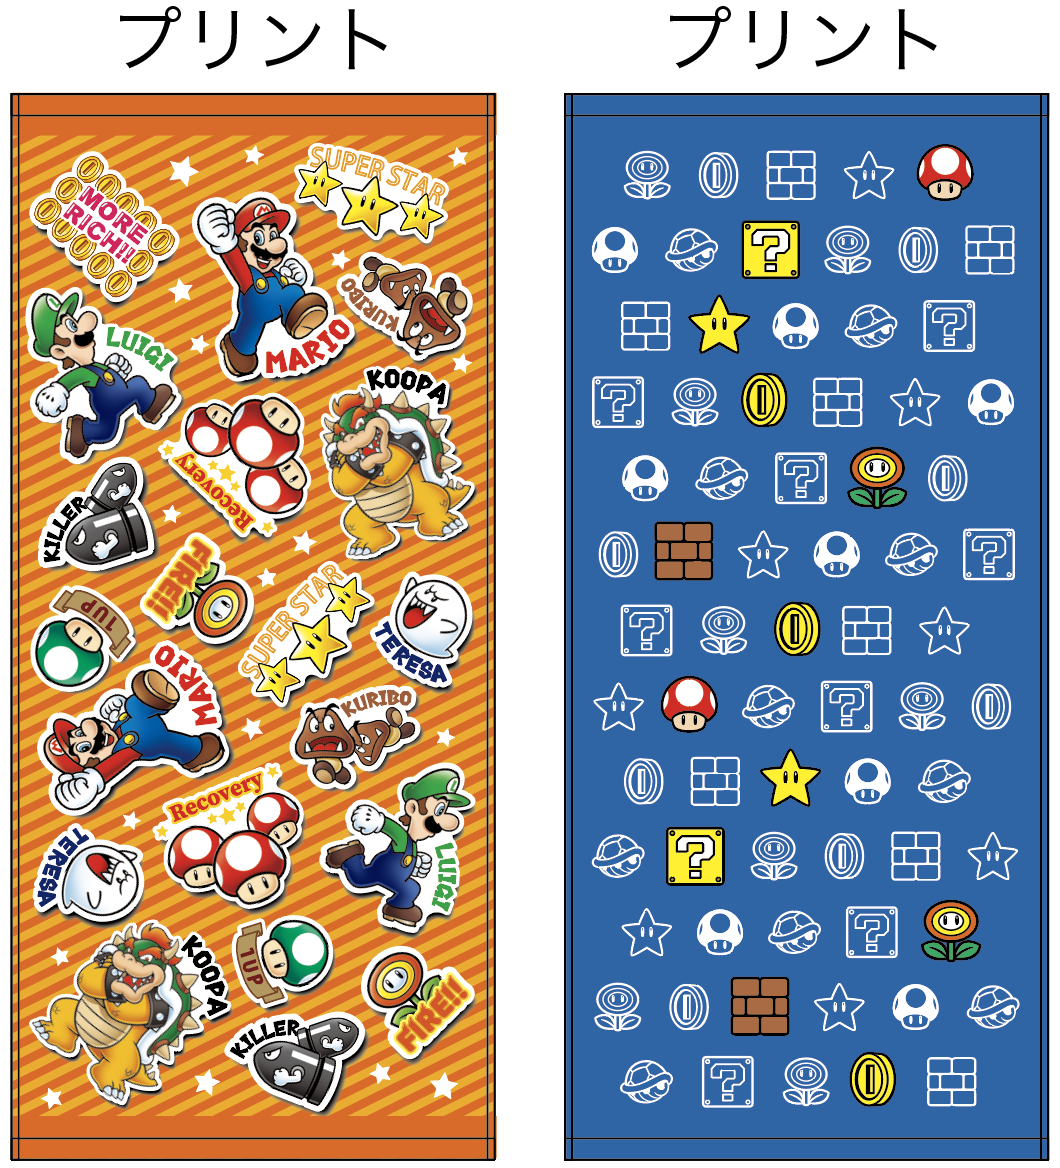 プリント
プリント
SUPER STAR
MORE
RICH!!
KURIBO
MARIO
LUIGI
KOOPA
Recovery
KILLER
FIRE!!
1UP
SUPER STAR
TERESA
MARIO
KURIBO
Recovery
TERESA
LUIGI
KOOPA
1UP
FIRE!!
KILLER
?
?
?
?
?
?
?
?
?
?
?